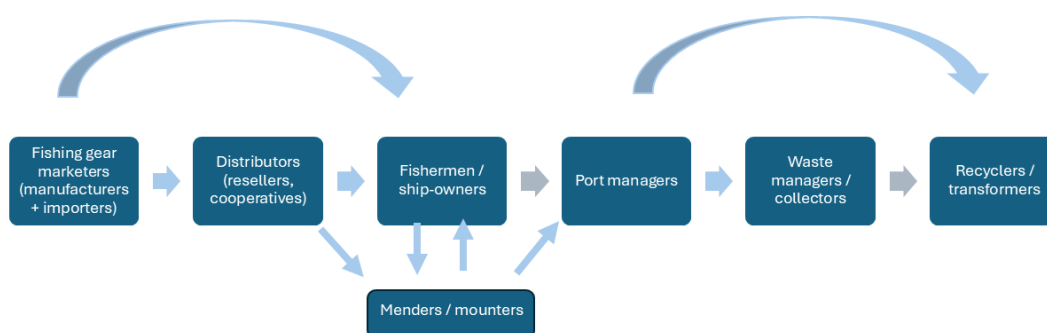 Fishing gear
marketers
(manufacturers
+ importers)
Distributors
(resellers,
cooperatives)
Fishermen /
ship-owners
Port managers
Waste
managers /
collectors
Recyclers /
transformers
Menders / mounters